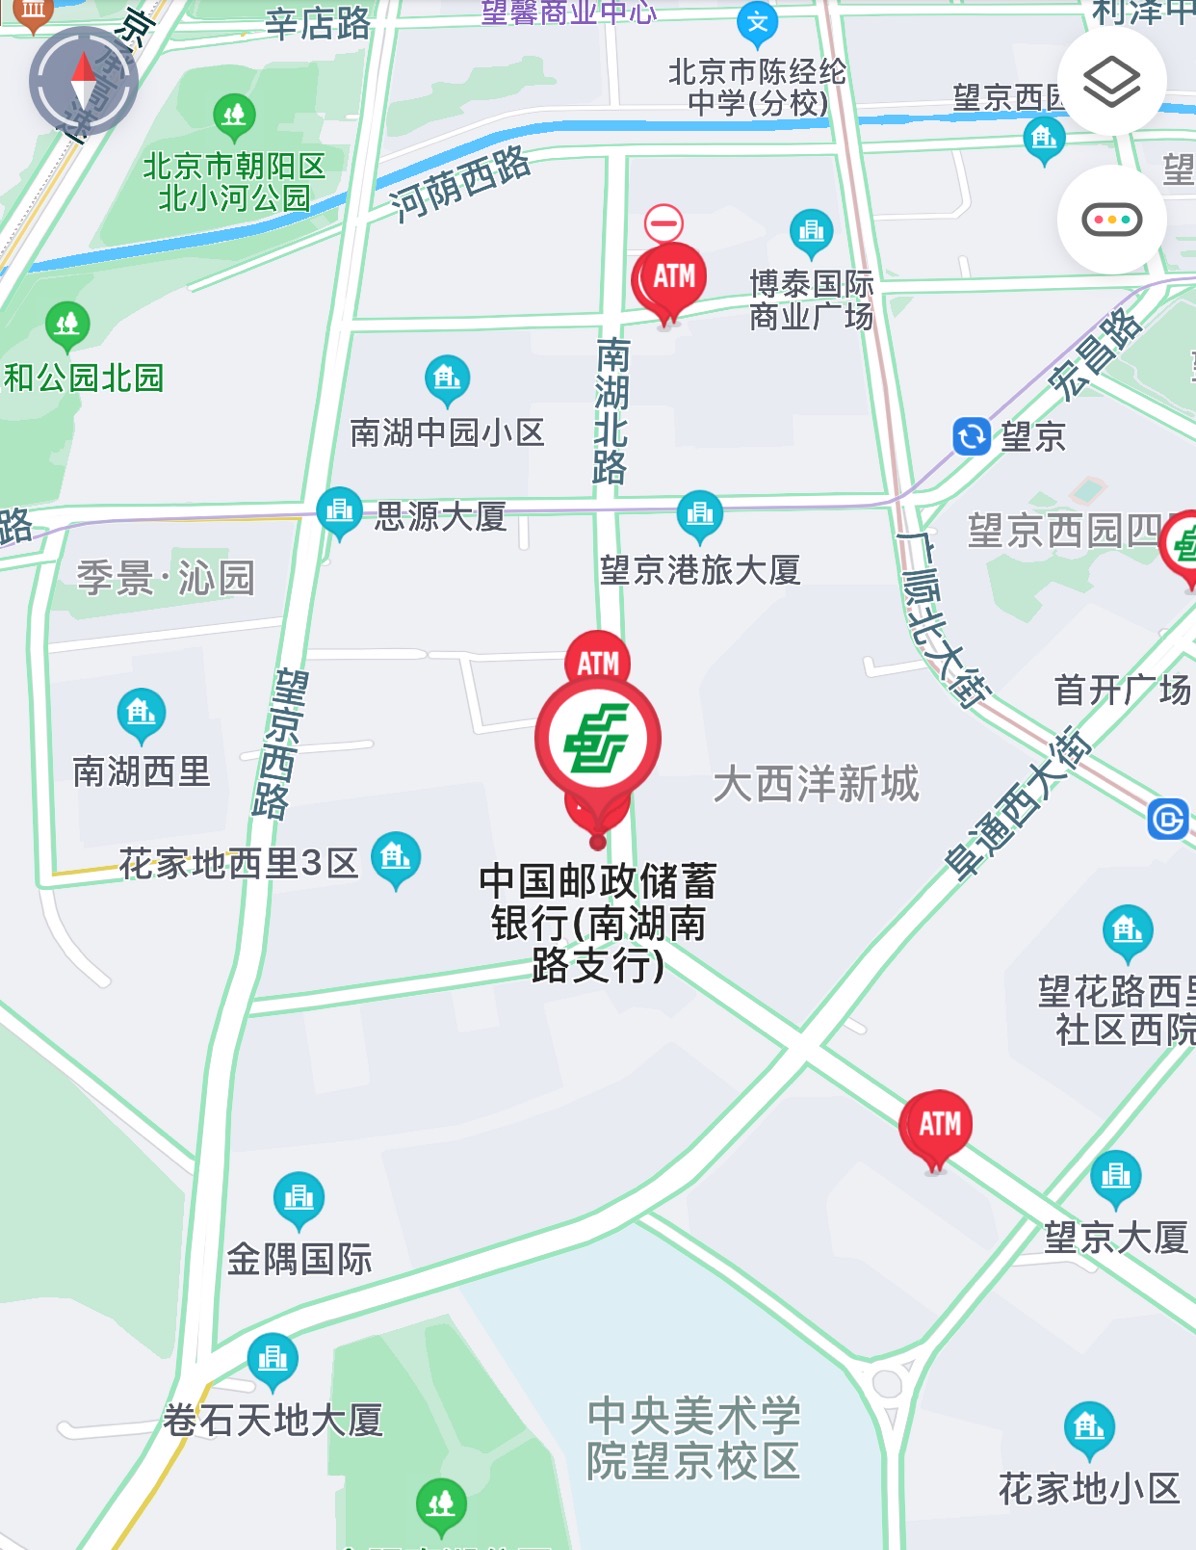 望馨商业中心
辛店路
利泽中
京承高速
北京市陈经纶
中学(分校)
望京西园
北京市朝阳区
北小河公园
河荫西路
望
ATM
博泰国际
商业广场
和公园北园
南湖北路
宏昌路
南湖中园小区
望京
路
思源大厦
望京西园四
季景·沁园
望京港旅大厦
广顺北大街
ATM
首开广场
望京西路
南湖西里
大西洋新城
阜通西大街
花家地西里3区
中国邮政储蓄
银行(南湖南
路支行)
望花路西里
社区西院
ATM
望京大厦
金隅国际
卷石天地大厦
中央美术学
院望京校区
花家地小区